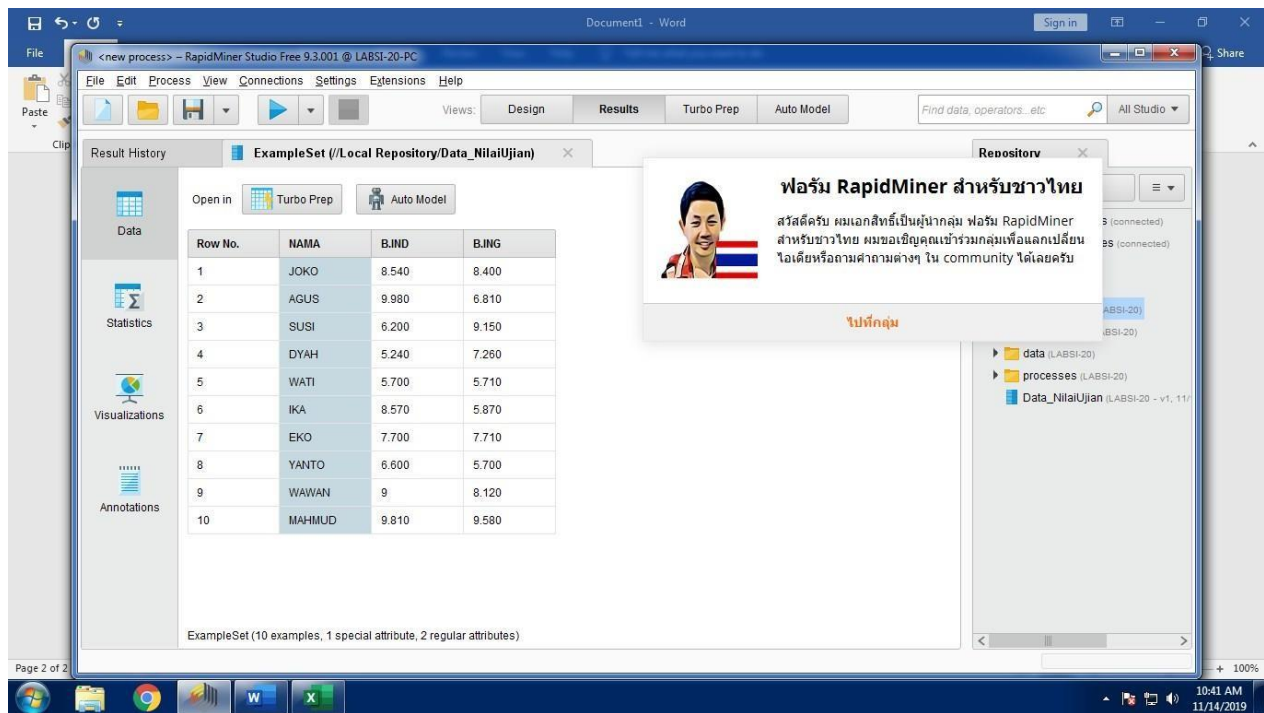 Document1 - Word
Sign in
File
Share
Paste
Clip
<new process> – RapidMiner Studio Free 9.3.001 @ LABSI-20-PC
File Edit Process View Connections Settings Extensions Help
Views: Design Results Turbo Prep Auto Model
Find data, operators...etc
All Studio
Result History
ExampleSet (//Local Repository/Data_NilaiUjian)
Repository
Open in Turbo Prep Auto Model
Data
Statistics
Visualizations
Annotations
Row No. NAMA B.IND B.ING
1 JOKO 8.540 8.400
2 AGUS 9.980 6.810
3 SUSI 6.200 9.150
4 DYAH 5.240 7.260
5 WATI 5.700 5.710
6 IKA 8.570 5.870
7 EKO 7.700 7.710
8 YANTO 6.600 5.700
9 WAWAN 9 8.120
10 MAHMUD 9.810 9.580
ExampleSet (10 examples, 1 special attribute, 2 regular attributes)
ฟอรัม RapidMiner สำหรับชาวไทย
สวัสดีครับ ผมเอกสิทธิ์เป็นผู้นำกลุ่ม ฟอรัม RapidMiner
สำหรับชาวไทย ผมขอเชิญคุณเข้าร่วมกลุ่มเพื่อแลกเปลี่ยน
ไอเดียหรือถามคำถามต่างๆ ใน community ได้เลยครับ
ไปที่กลุ่ม
s (connected)
es (connected)
ABSI-20)
data (LABSI-20)
processes (LABSI-20)
Data_NilaiUjian (LABSI-20 - v1, 11/
Page 2 of 2
100%
10:41 AM
11/14/2019